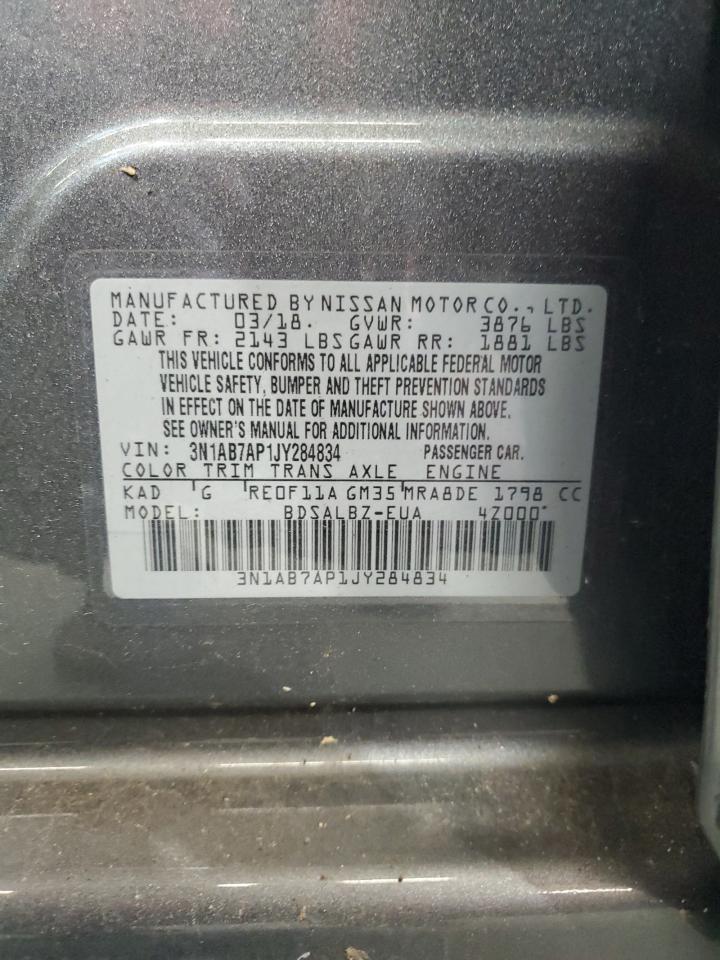 MANUFACTURED BY NISSAN MOTOR CO., LTD.
DATE: 03/18. GVWR: 3876 LBS
GAWR FR: 2143 LBS GAWR RR: 1881 LBS
THIS VEHICLE CONFORMS TO ALL APPLICABLE FEDERAL MOTOR
VEHICLE SAFETY, BUMPER AND THEFT PREVENTION STANDARDS
IN EFFECT ON THE DATE OF MANUFACTURE SHOWN ABOVE.
SEE OWNER'S MANUAL FOR ADDITIONAL INFORMATION.
VIN: 3N1AB7AP1JY284834 PASSENGER CAR.
COLOR TRIM TRANS AXLE ENGINE
KAD 'G 'RE0F11A GM35'MRA8DE 1798 CC
MODEL: BDSALBZ-EUA 4Z000*
3N1AB7AP1JY284834